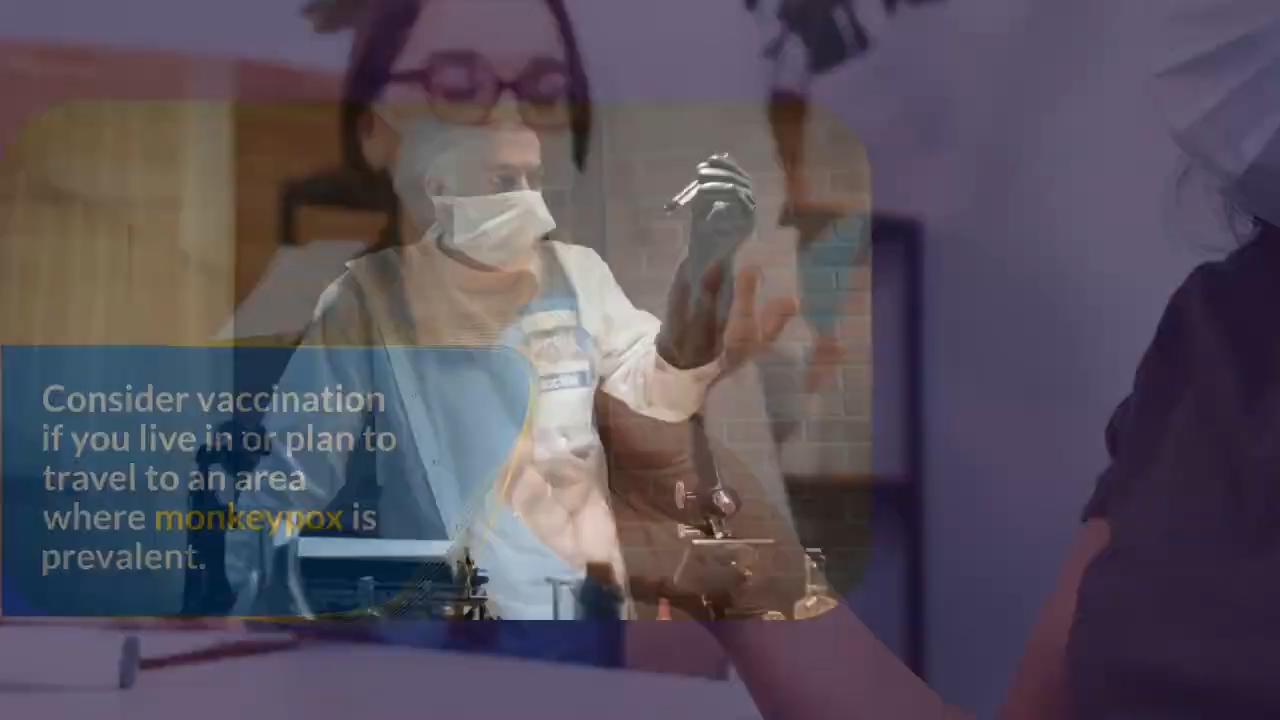 Consider vaccination
if you live in or plan to
travel to an area
where monkeypox is
prevalent.